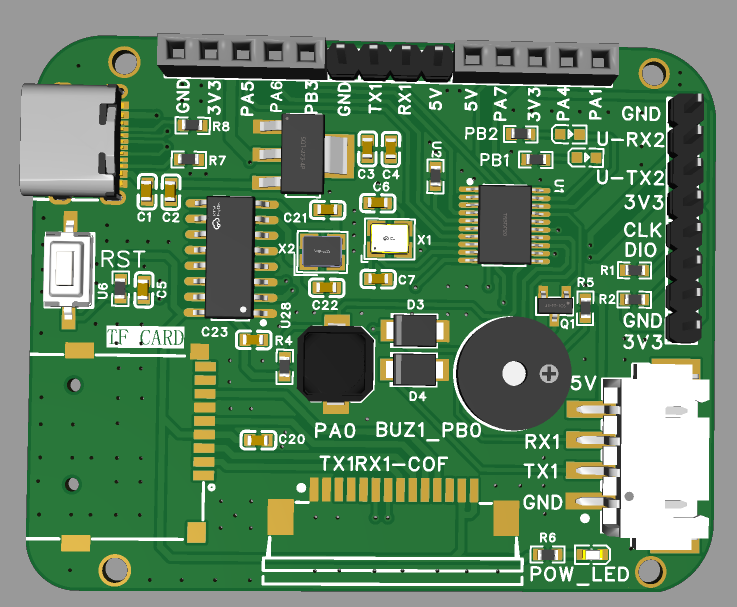 GND 3V3 PA5 PA6 PB3 GND TX1 RX1 5V 5V PA7 3V3 PA4 PA1
GND
U-RX2
U-TX2
3V3
CLK
DIO
R1
R2
GND
3V3
R8
R7
PB2
PB1
C1 C2
C3 C4
C6
U2
U1
C21
X2
X1
C7
C22
RST
U6
C5
U28
C23
R4
TF CARD
D3
D4
R5
Q1
PA0
BUZ1_PB0
5V
RX1
TX1
GND
C20
TX1RX1-COF
R6
POW_LED